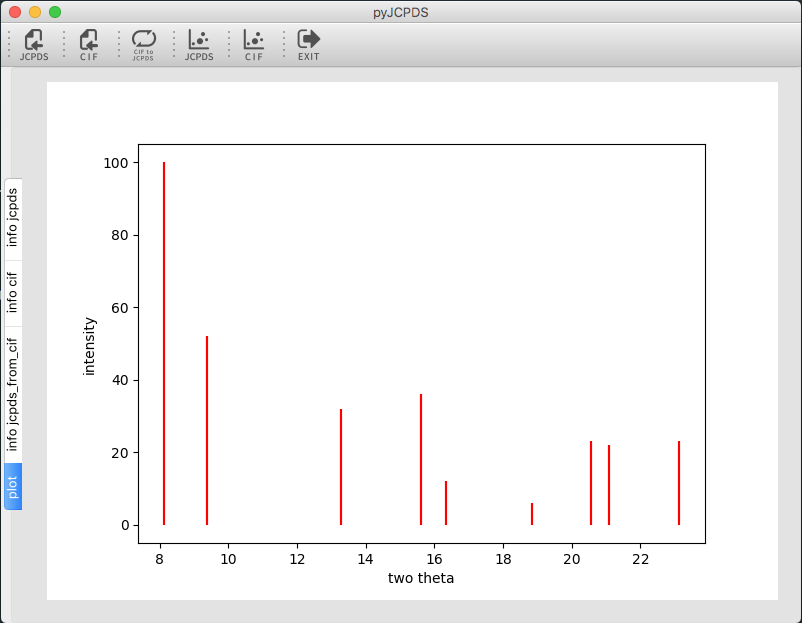 pyJCPDS
JCPDS
CIF
CIF to
JCPDS
JCPDS
CIF
EXIT
info jcpds
info cif
info jcpds_from_cif
plot
100
80
60
40
20
0
intensity
8 10 12 14 16 18 20 22
two theta